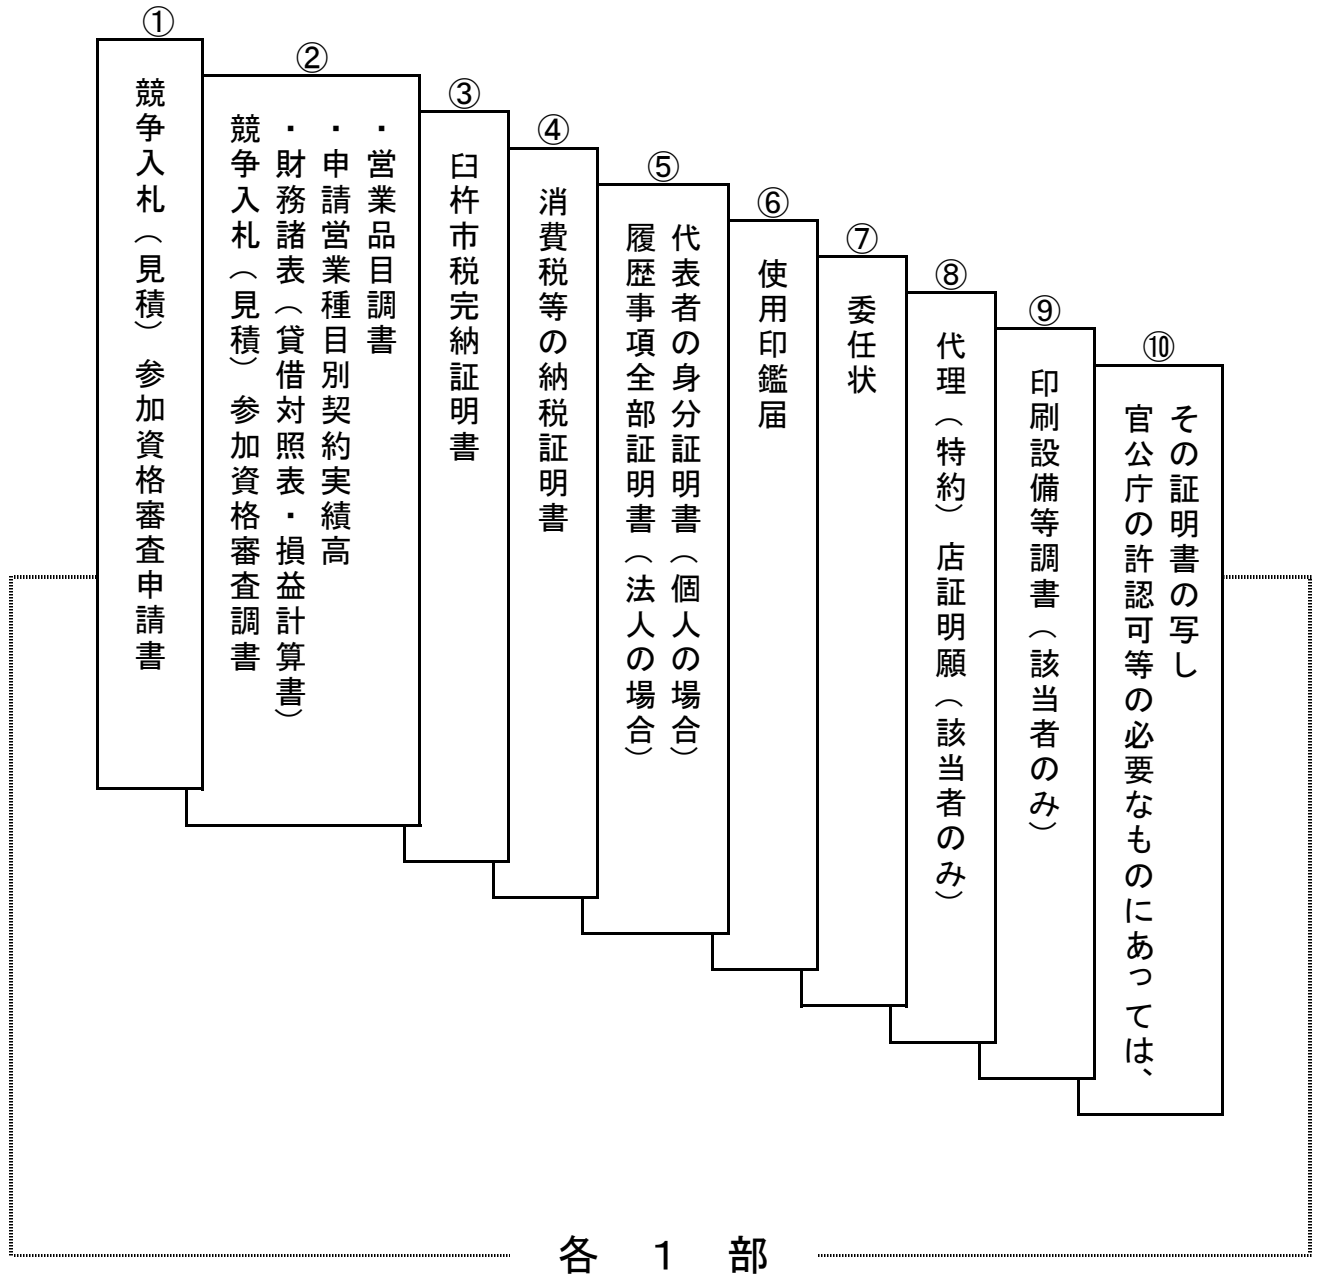 ①
競争入札（見積）参加資格審査申請書
②
競争入札（見積）参加資格審査調書
・財務諸表（貸借対照表・損益計算書）
・申請営業種目別契約実績高
・営業品目調書
③
臼杵市税完納証明書
④
消費税等の納税証明書
⑤
履歴事項全部証明書（法人の場合）
代表者の身分証明書（個人の場合）
⑥
使用印鑑届
⑦
委任状
⑧
代理（特約）店証明願（該当者のみ）
⑨
印刷設備等調書（該当者のみ）
⑩
官公庁の許認可等の必要なものにあっては、
その証明書の写し
各　１　部